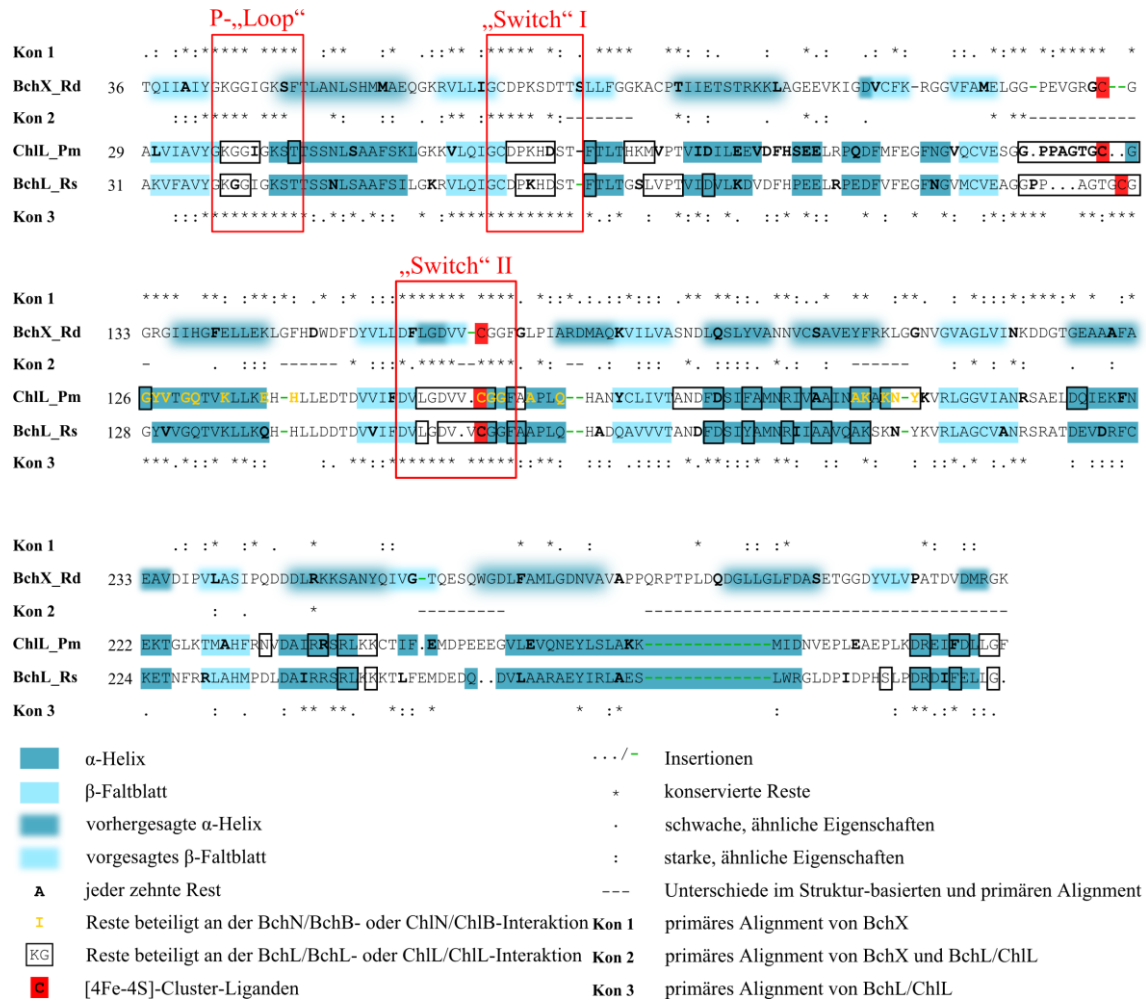 P-„Loop“ „Switch“ I
Kon 1
BchX_Rd 36 TQIIAIYGKGGIGKSFTLANLSHMMAEQGKRVLLIGCDPKSDTTSLLFGGKACPTIIETSTRKKLAGEEVKIGDVCFK-RGGVFAMELGG-PEVGRGC--G
Kon 2
ChlL_Pm 29 ALVIAVYGKGGIGKSTTSSNLSAAFSKLGKKVLQIGCDPKHDST-FTLTHKMVPTVIDILEEVDFHSEELRPQDFMFEGFNGVQCVESGG.PPAGTGC.G
BchL_Rs 31 AKVFAVYGKGGIGKSTTSSNLSAAFSILGKRVLQIGCDPKHDST-FTLTGSLVPTVIDVLKDVDFHPEELRPEDFVFEGFNGVMCVEAGGPP...AGTGCG
Kon 3
„Switch“ II
Kon 1
BchX_Rd 133 GRGIIHGFELLEKLGFHDWDFDYVLLDFLGDVV-CGGFGLPIARDMAQKVILVASNDLQSLYVANNVCSAVEYFRKLGGNVGVAGLVINKDDGTGEAAAFA
Kon 2
ChlL_Pm 126 GYVTGQTVKLLKEH-HLLEDTDVVIFDVLGDVV.CGGFAAPLQ--HANYCLIVTANDFDSIFAMNRIVAAINAKAKN-YKVRLGGVIANRSAELDQIEKFN
BchL_Rs 128 GYVVGQTVKLLKQH-HLLDDTDVVIFDVLGDV.VCGGFAAPLQ--HADQAVVVTANDFDSIYAMNRIIAAVQAKSKN-YKVRLAGCVANRSRATDEVDRFC
Kon 3
Kon 1
BchX_Rd 233 EAVDIPVLASIPQDDDLRKKSANYQIVG-TQESQWGDLFAMLGDNVAVAPPQRPTPLDQDGLLGLFDASETGGDYVLVPATDVDMRGK
Kon 2
ChlL_Pm 222 EKTGLKTMAHFRNVDAIRRSRLKKCTIF.EMDPEEEGVLEVQNEYLSLAKK------------MIDNVEPLEAEPLKDREIFDLLGF
BchL_Rs 224 KETNFRRLAHMPDLDAIRRSRLKKKTLFEMDEDQ..DVLAARAEYIRLAES------------LWRGLDPIDPHSLPDRDIFELLG.
Kon 3
α-Helix .../- Insertionen
β-Faltblatt * konservierte Reste
vorhergesagte α-Helix . schwache, ähnliche Eigenschaften
vorgesagtes β-Faltblatt : starke, ähnliche Eigenschaften
A jeder zehnte Rest --- Unterschiede im Struktur-basierten und primären Alignment
I Reste beteiligt an der BchN/BchB- oder ChlN/ChlB-Interaktion Kon 1 primäres Alignment von BchX
KG Reste beteiligt an der BchL/BchL- oder ChlL/ChlL-Interaktion Kon 2 primäres Alignment von BchX und BchL/ChlL
C [4Fe-4S]-Cluster-Liganden Kon 3 primäres Alignment von BchL/ChlL